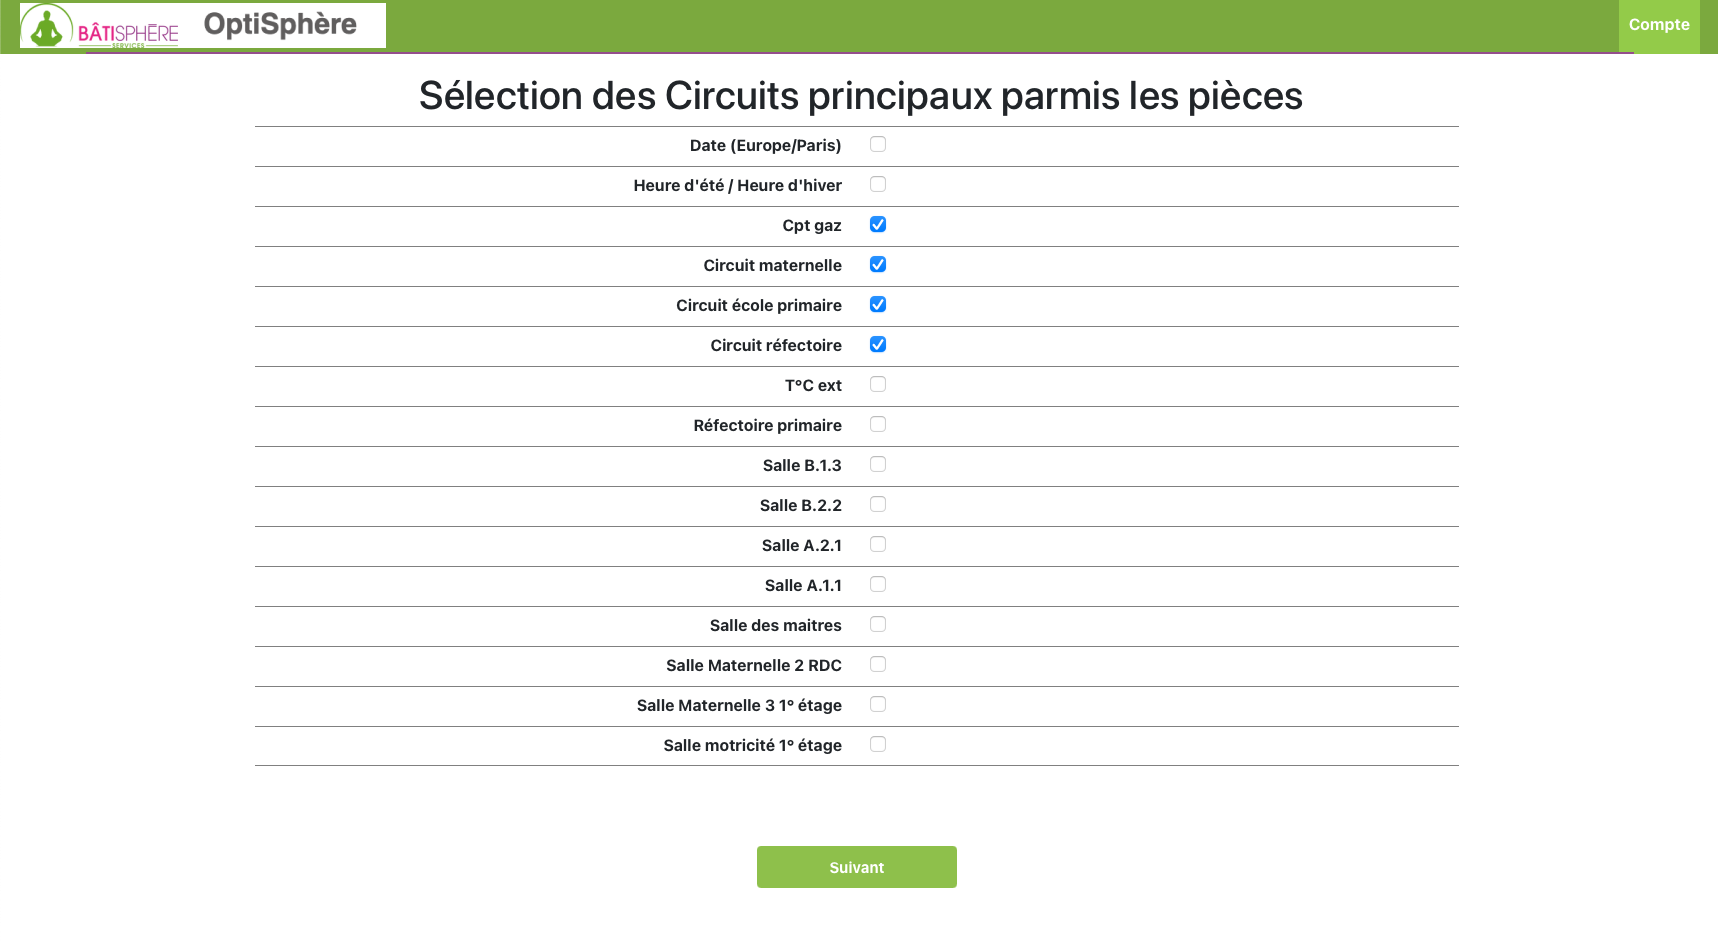 BÂTISPHÈRE
SERVICES
OptiSphère
Compte
Sélection des Circuits principaux parmis les pièces
Date (Europe/Paris)
Heure d'été / Heure d'hiver
Cpt gaz
Circuit maternelle
Circuit école primaire
Circuit réfectoire
T°C ext
Réfectoire primaire
Salle B.1.3
Salle B.2.2
Salle A.2.1
Salle A.1.1
Salle des maitres
Salle Maternelle 2 RDC
Salle Maternelle 3 1° étage
Salle motricité 1° étage
Suivant